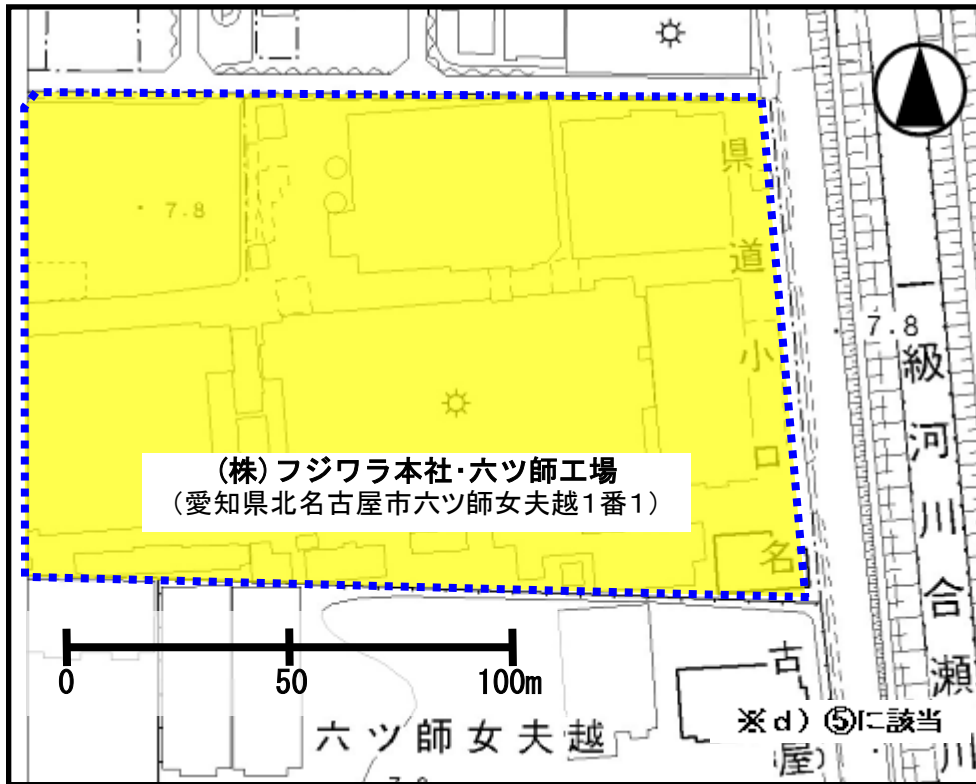 7.8
県道小口名古屋
7.8
一級河川合瀬川
(株)フジワラ本社・六ツ師工場
(愛知県北名古屋市六ツ師女夫越1番1)
0 50 100m
六ツ師女夫越
※d)⑤に該当